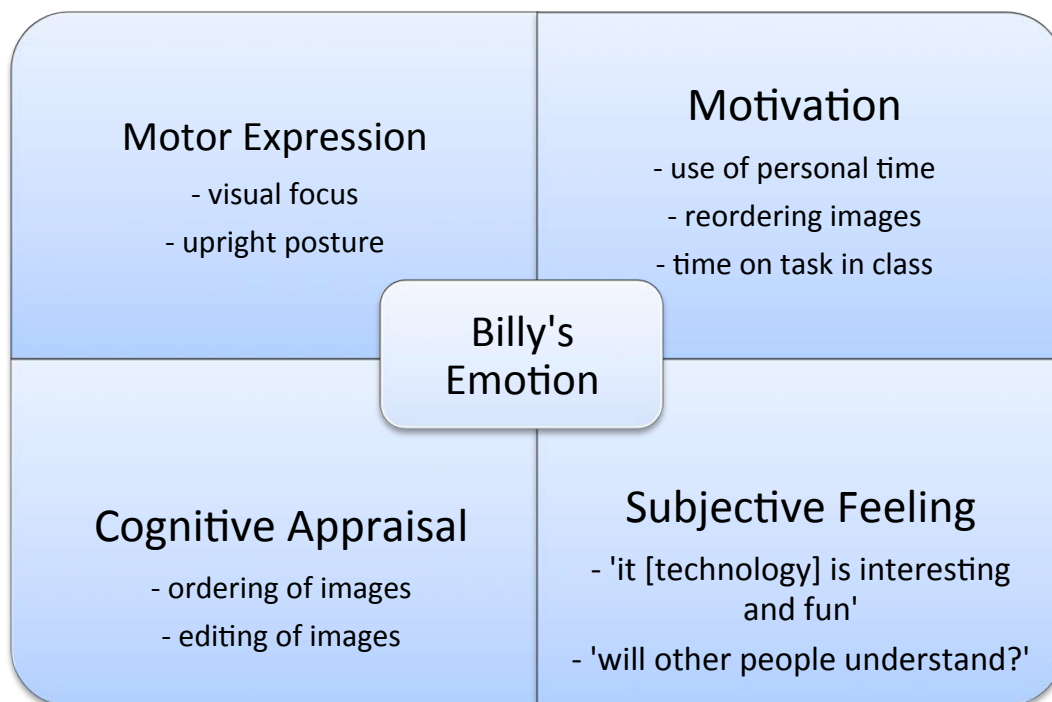 Motor Expression
- visual focus
- upright posture
Motivation
- use of personal time
- reordering images
- time on task in class
Billy's
Emotion
Cognitive Appraisal
- ordering of images
- editing of images
Subjective Feeling
- 'it [technology] is interesting
and fun'
- 'will other people understand?'